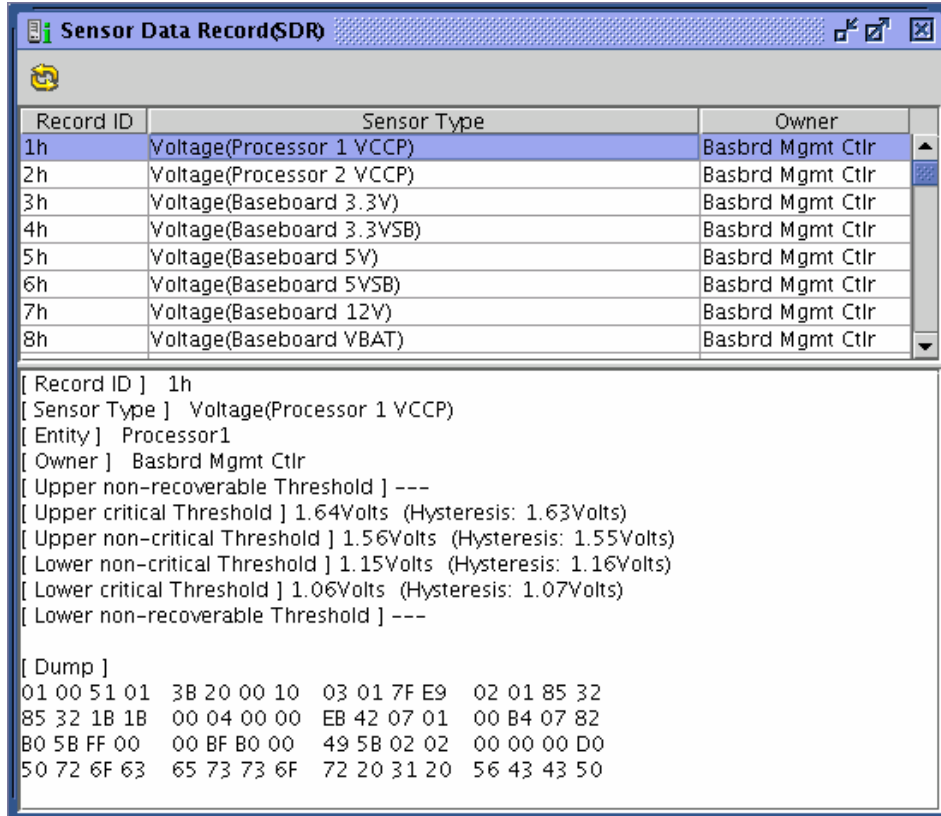 Sensor Data Record(SDR)
Record ID Sensor Type Owner
1h Voltage(Processor 1 VCCP) Basbrd Mgmt Ctlr
2h Voltage(Processor 2 VCCP) Basbrd Mgmt Ctlr
3h Voltage(Baseboard 3.3V) Basbrd Mgmt Ctlr
4h Voltage(Baseboard 3.3VSB) Basbrd Mgmt Ctlr
5h Voltage(Baseboard 5V) Basbrd Mgmt Ctlr
6h Voltage(Baseboard 5VSB) Basbrd Mgmt Ctlr
7h Voltage(Baseboard 12V) Basbrd Mgmt Ctlr
8h Voltage(Baseboard VBAT) Basbrd Mgmt Ctlr
[ Record ID ] 1h
[ Sensor Type ] Voltage(Processor 1 VCCP)
[ Entity ] Processor1
[ Owner ] Basbrd Mgmt Ctlr
[ Upper non-recoverable Threshold ] ---
[ Upper critical Threshold ] 1.64Volts (Hysteresis: 1.63Volts)
[ Upper non-critical Threshold ] 1.56Volts (Hysteresis: 1.55Volts)
[ Lower non-critical Threshold ] 1.15Volts (Hysteresis: 1.16Volts)
[ Lower critical Threshold ] 1.06Volts (Hysteresis: 1.07Volts)
[ Lower non-recoverable Threshold ] ---
[ Dump ]
01 00 51 01 3B 20 00 10 03 01 7F E9 02 01 85 32
85 32 1B 1B 00 04 00 00 EB 42 07 01 00 B4 07 82
B0 5B FF 00 00 BF B0 00 49 5B 02 02 00 00 00 D0
50 72 6F 63 65 73 73 6F 72 20 31 20 56 43 43 50